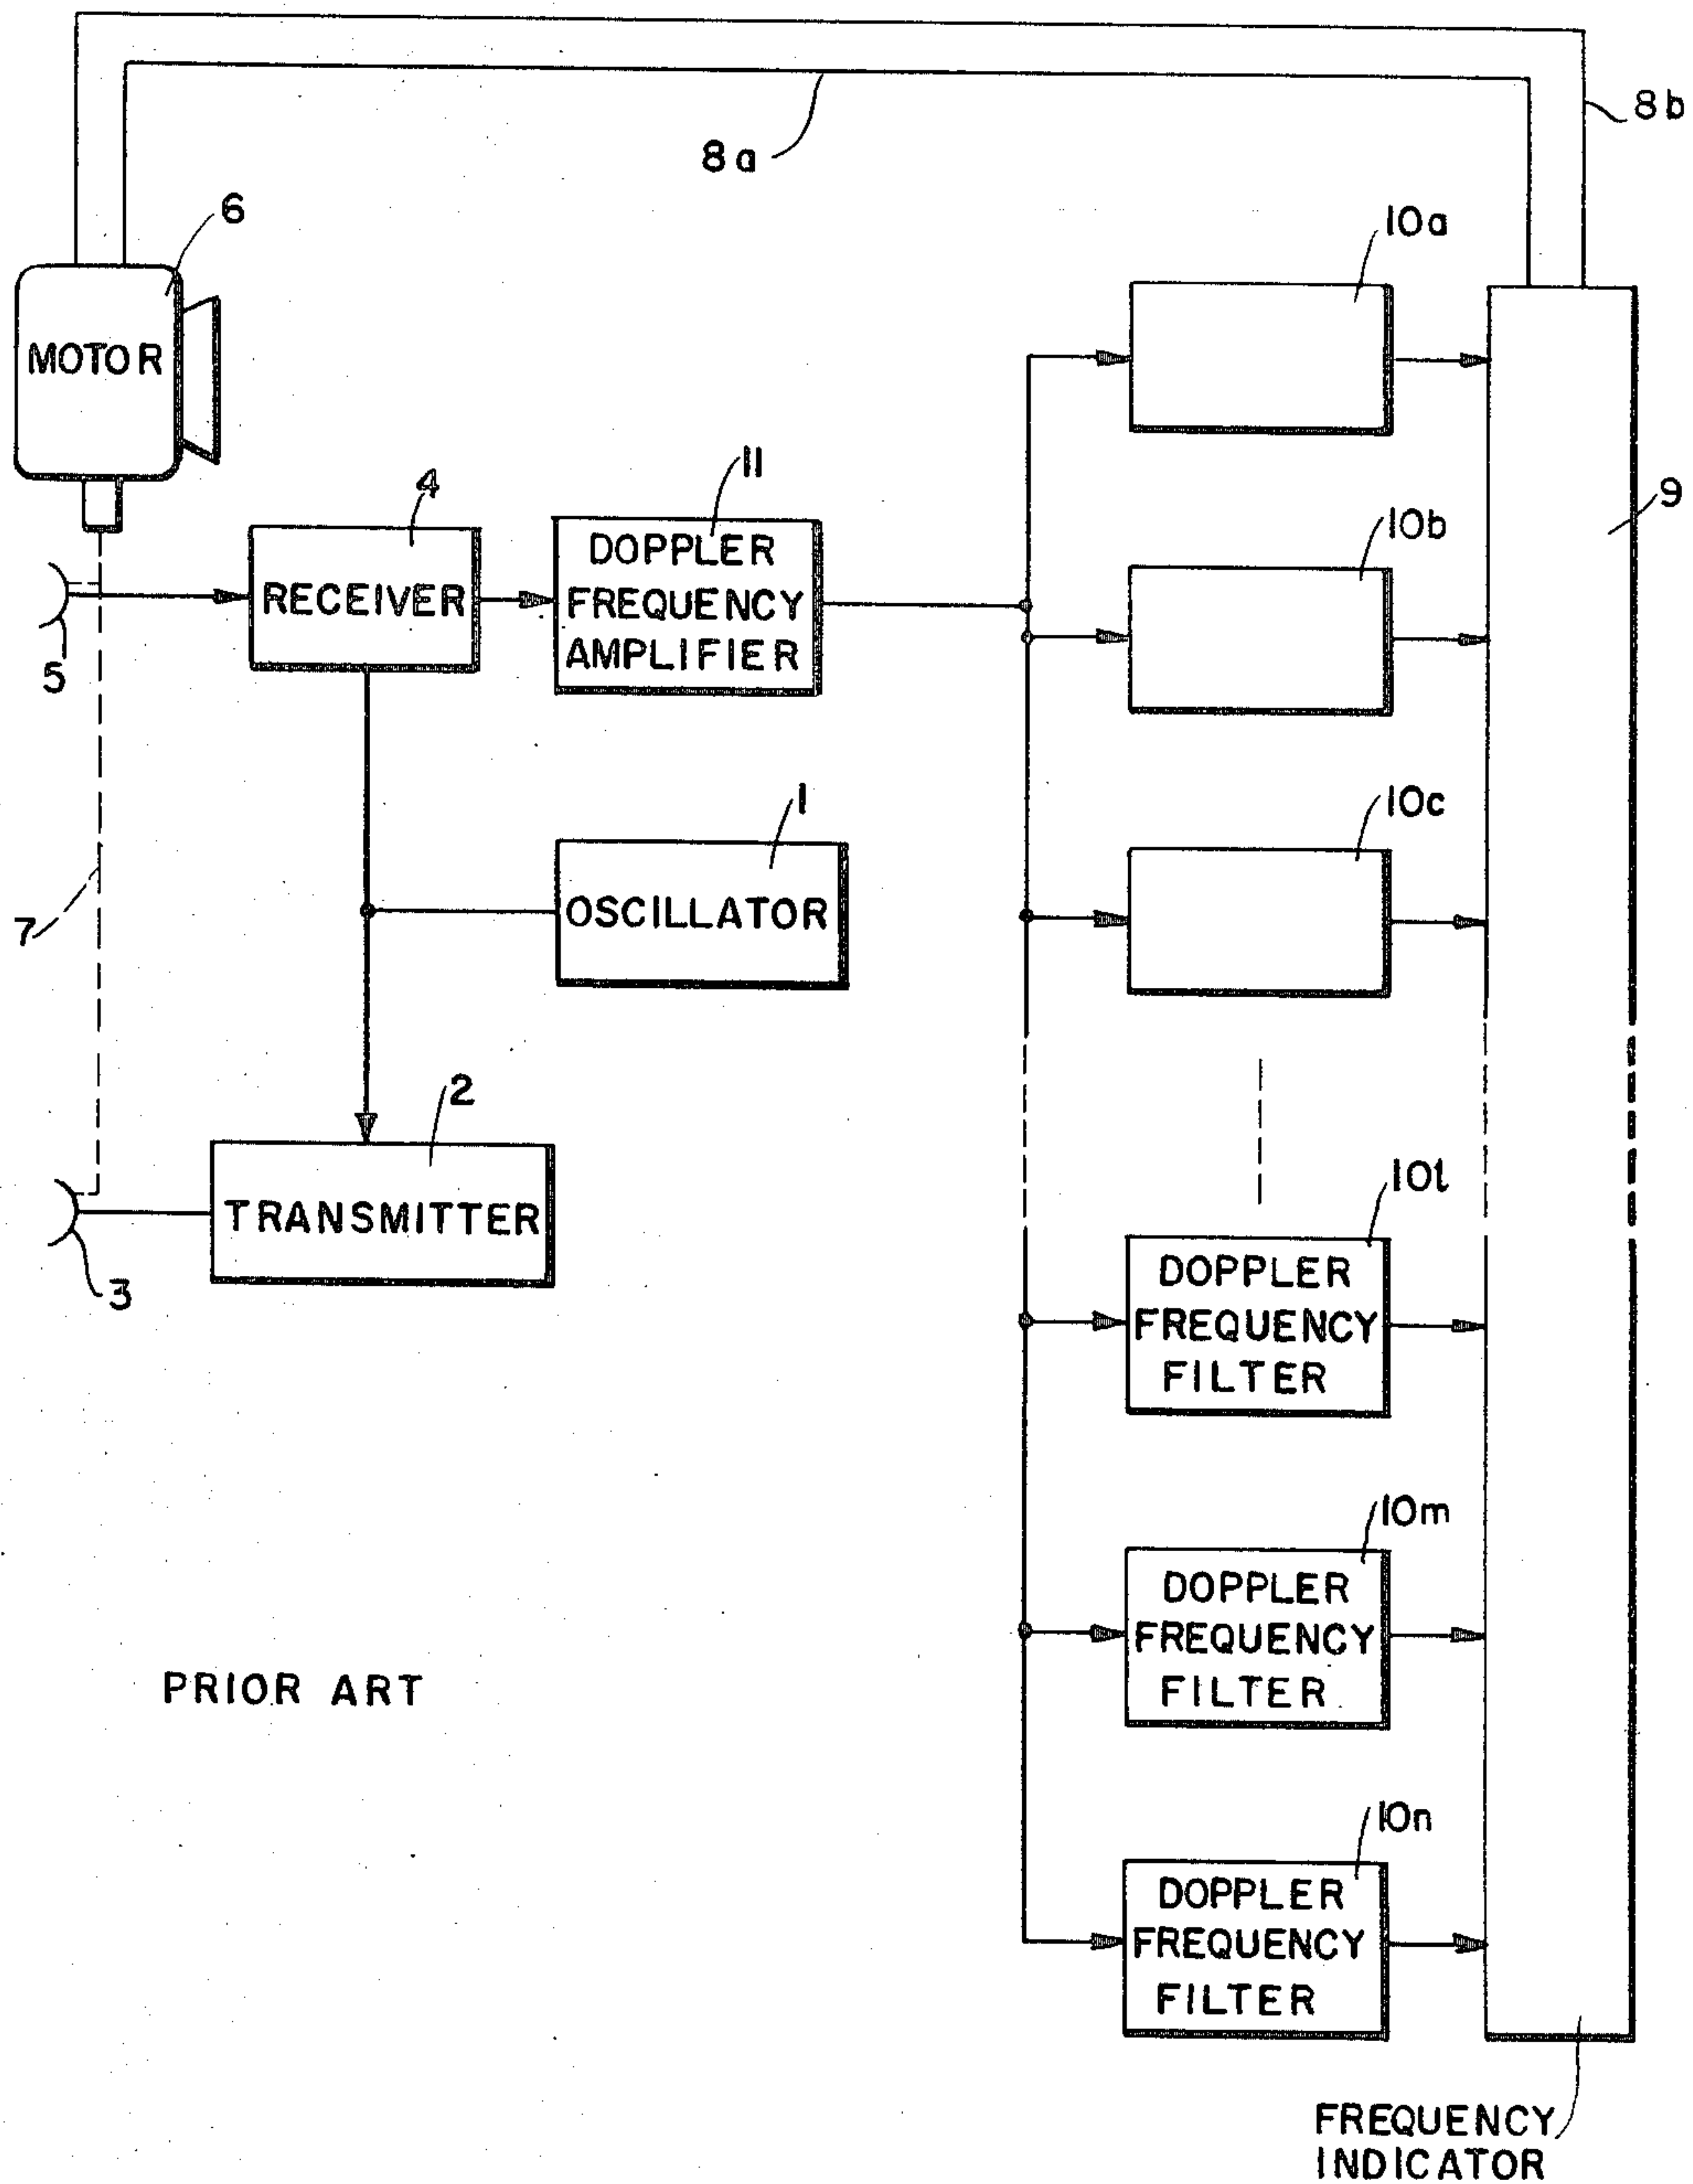 8b
8a
6
10a
MOTOR
4
11
9
10b
DOPPLER
FREQUENCY
AMPLIFIER
RECEIVER
5
1
10c
OSCILLATOR
7
2
10l
TRANSMITTER
3
DOPPLER
FREQUENCY
FILTER
10m
DOPPLER
FREQUENCY
FILTER
PRIOR ART
10n
DOPPLER
FREQUENCY
FILTER
FREQUENCY
INDICATOR